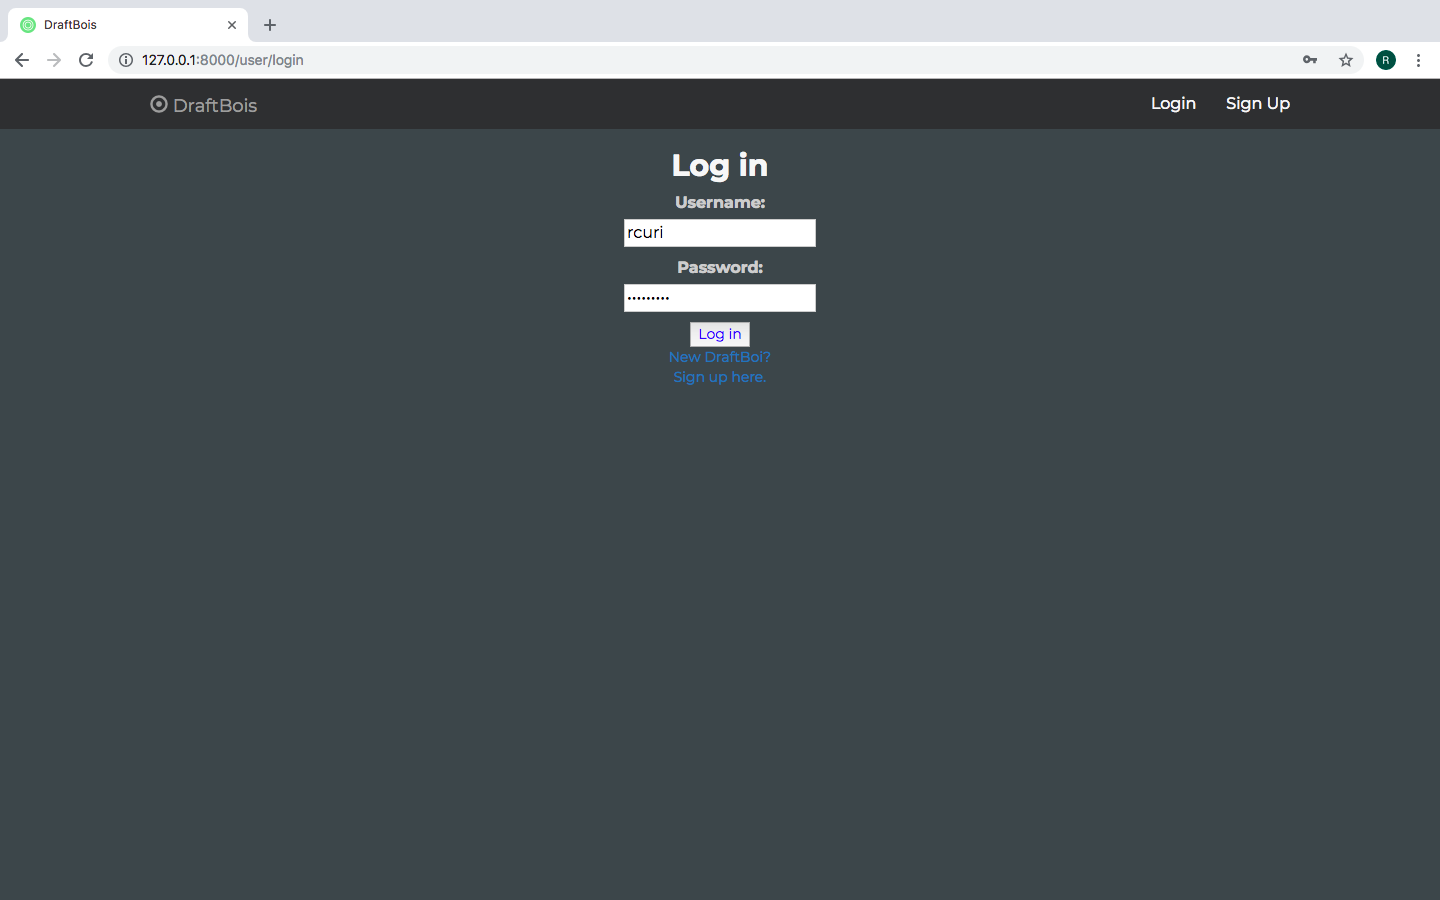 DraftBois
127.0.0.1:8000/user/login
R
DraftBois
Login
Sign Up
Log in
Username:
rcuri
Password:
•••••••••
Log in
New DraftBoi?
Sign up here.